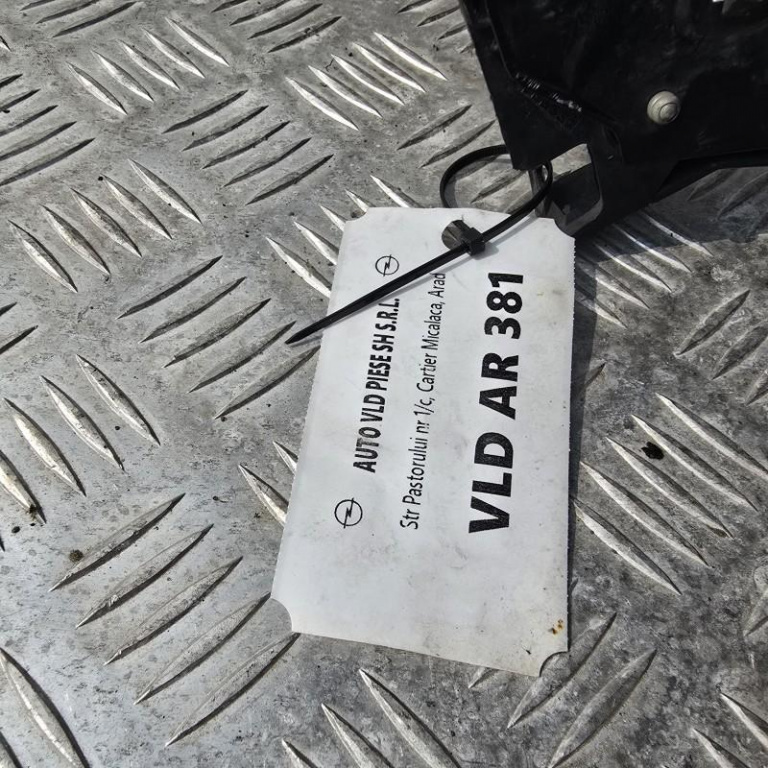 AUTO VLD PIESE SH S.R.L.
Str Pastorului nr 1/c, Cartier Micalaca, Arad
VLD AR 381